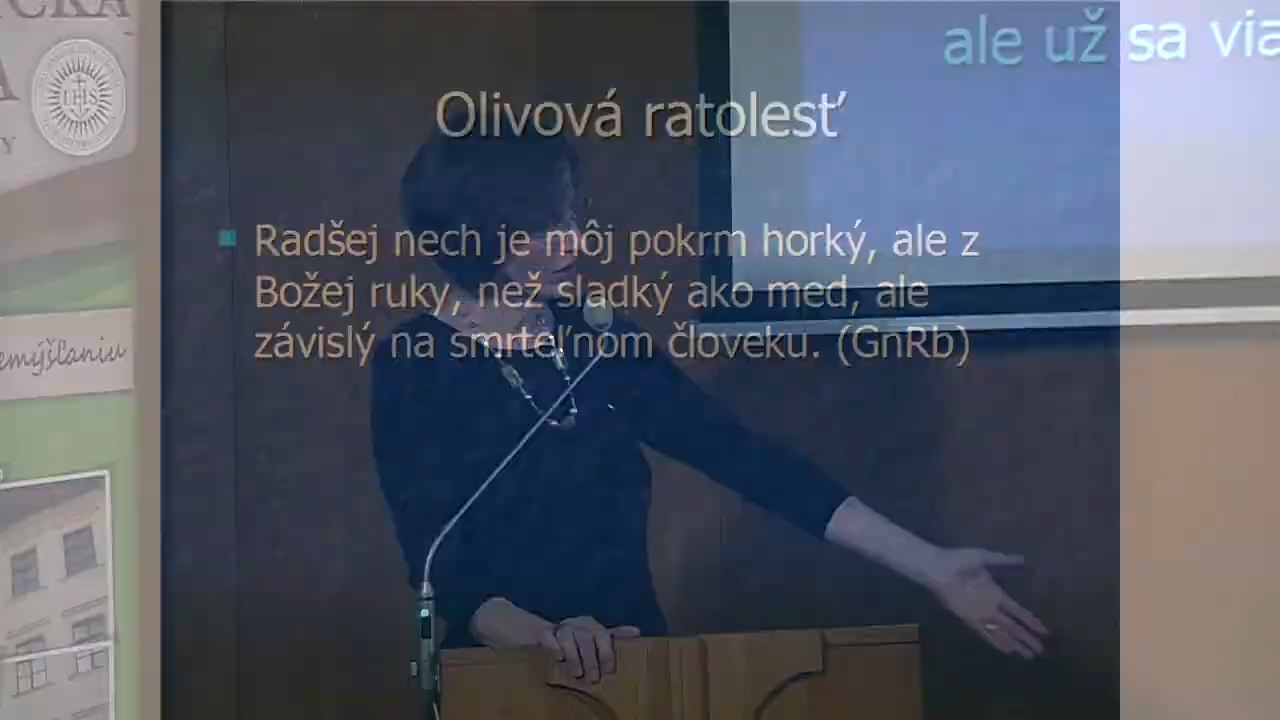 ale už sa via
Olivová ratolesť
Radšej nech je môj pokrm horký, ale z
Božej ruky, než sladký ako med, ale
závislý na smrteľnom človeku. (GnRb)
IHS